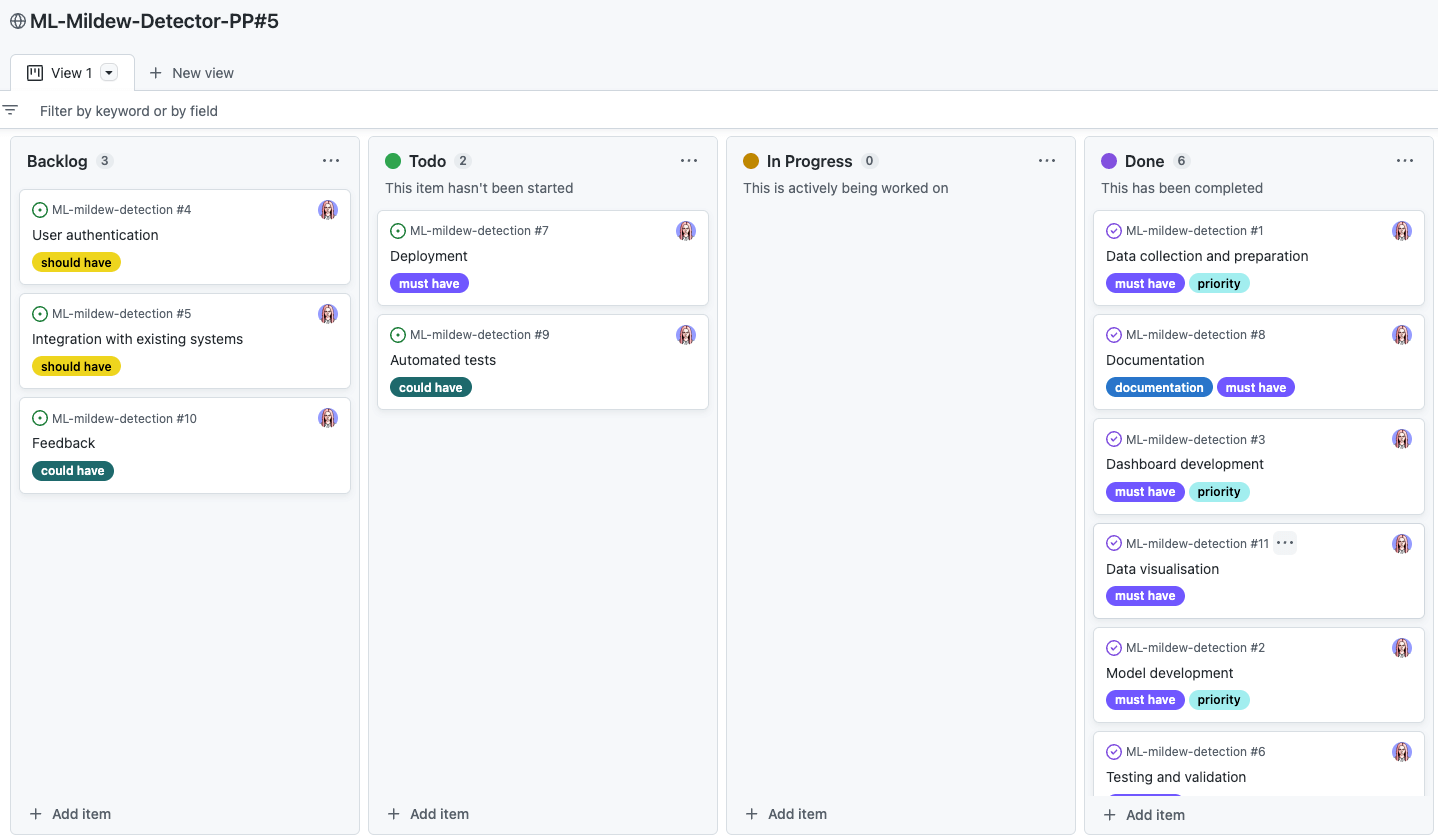 ML-Mildew-Detector-PP#5
View 1
New view
Filter by keyword or by field
Backlog 3
ML-mildew-detection #4
User authentication
should have
ML-mildew-detection #5
Integration with existing systems
should have
ML-mildew-detection #10
Feedback
could have
Add item
Todo 2
This item hasn't been started
ML-mildew-detection #7
Deployment
must have
ML-mildew-detection #9
Automated tests
could have
Add item
In Progress 0
This is actively being worked on
Add item
Done 6
This has been completed
ML-mildew-detection #1
Data collection and preparation
must have priority
ML-mildew-detection #8
Documentation
documentation must have
ML-mildew-detection #3
Dashboard development
must have priority
ML-mildew-detection #11
Data visualisation
must have
ML-mildew-detection #2
Model development
must have priority
ML-mildew-detection #6
Testing and validation
Add item